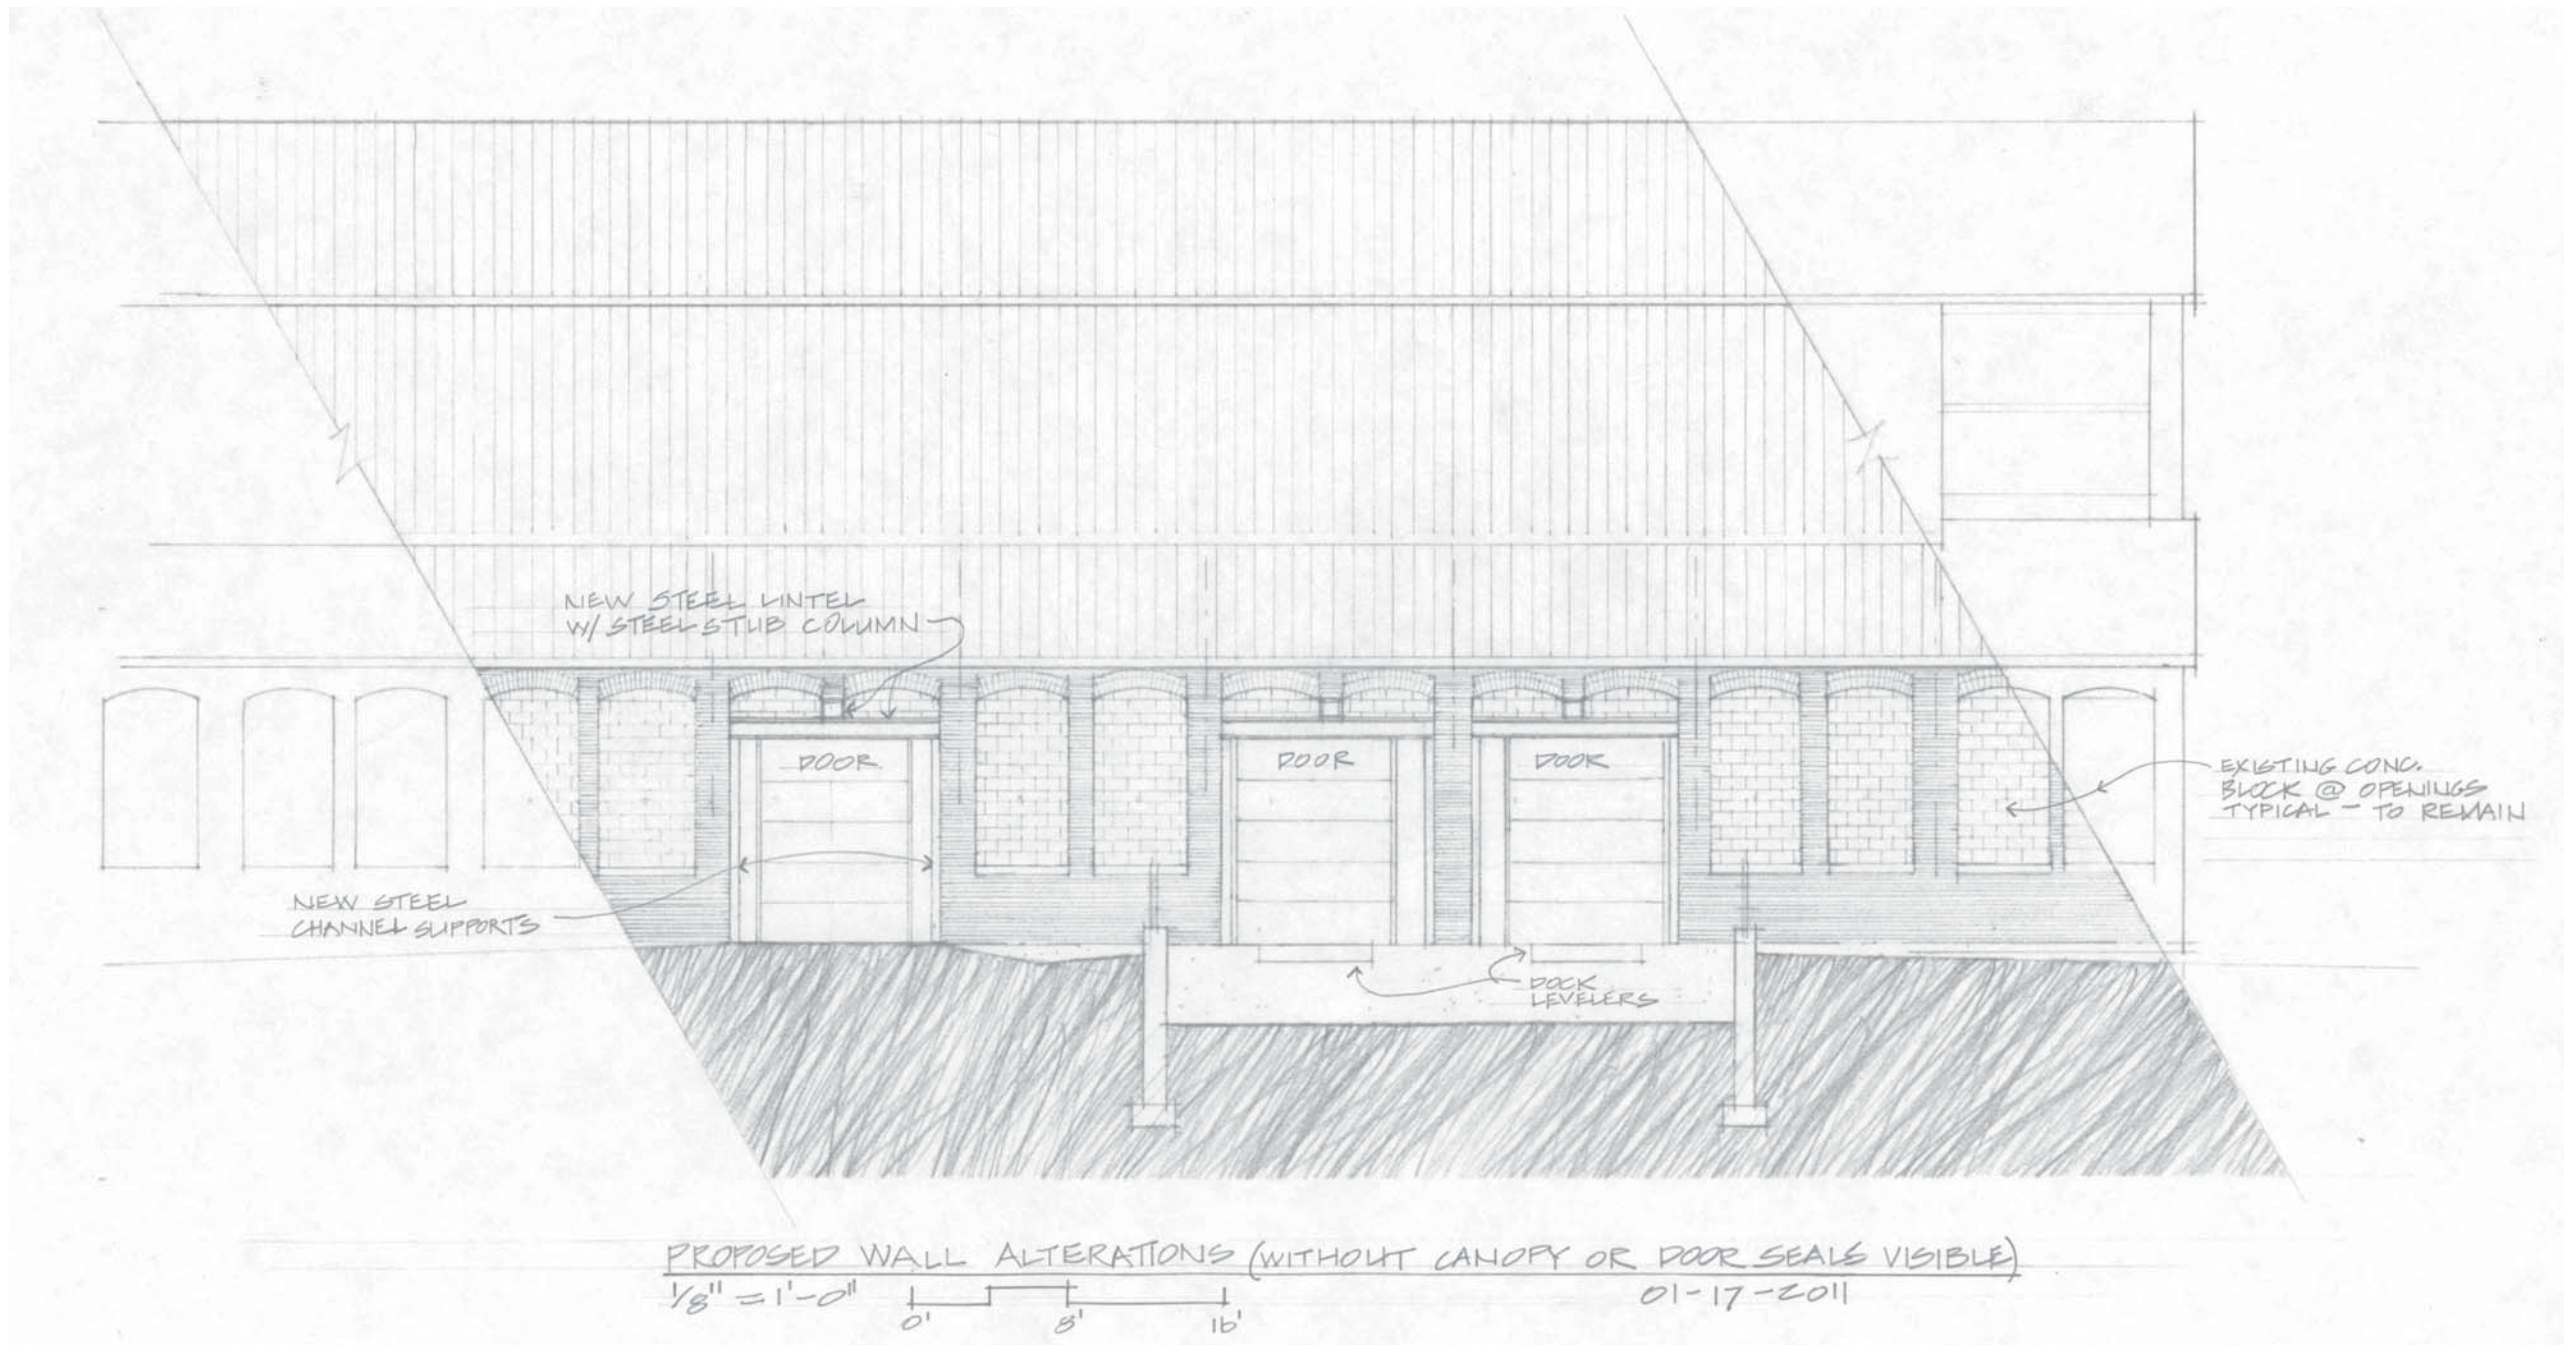 NEW STEEL LINTEL
W/ STEEL STUB COLUMN
DOOR
DOOR
DOOR
EXISTING CONC.
BLOCK @ OPENINGS
TYPICAL - TO REMAIN
NEW STEEL
CHANNEL SUPPORTS
DOCK
LEVELERS
PROPOSED WALL ALTERATIONS (WITHOUT CANOPY OR DOOR SEALS VISIBLE)
1/8" = 1'-0"
0' 8' 16'
01-17-2011